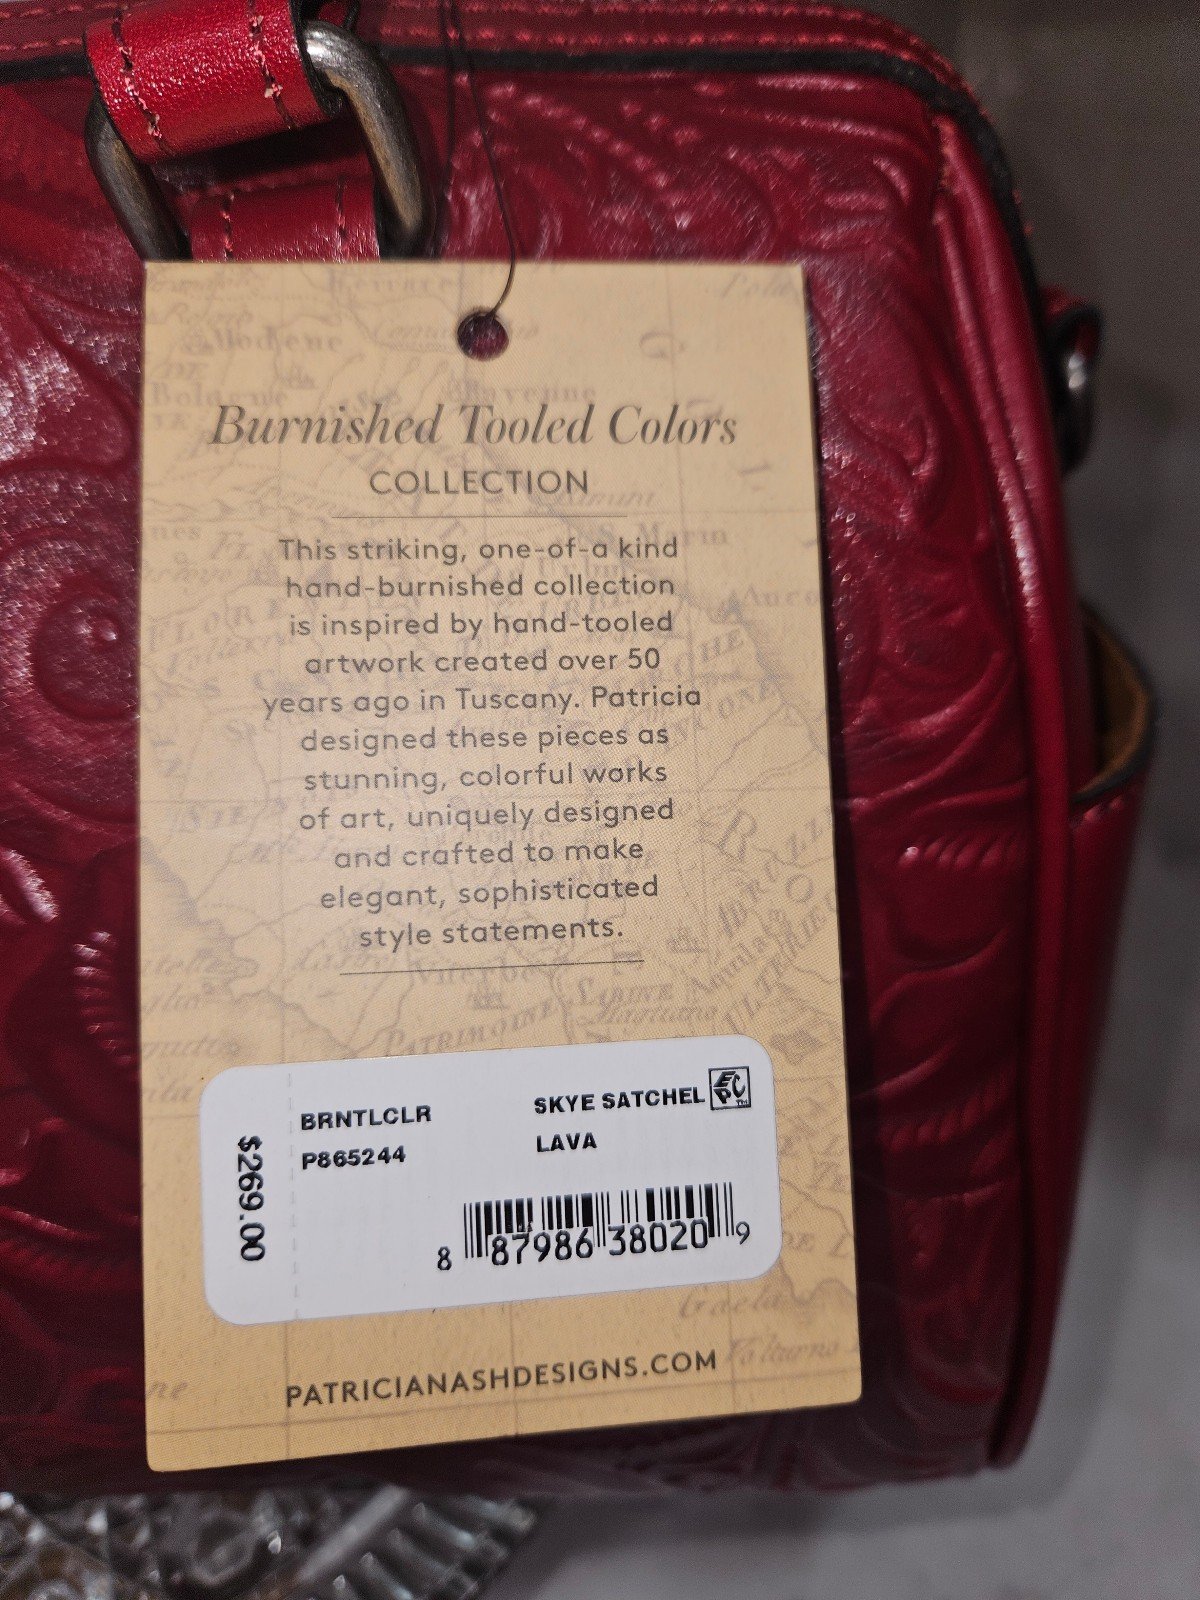 Burnished Tooled Colors
COLLECTION
This striking, one-of-a kind
hand-burnished collection
is inspired by hand-tooled
artwork created over 50
years ago in Tuscany. Patricia
designed these pieces as
stunning, colorful works
of art, uniquely designed
and crafted to make
elegant, sophisticated
style statements.
$269.00
BRNTLCLR
SKYE SATCHEL EPC™
P865244
LAVA
8 87986 38020 9
PATRICIANASHDESIGNS.COM